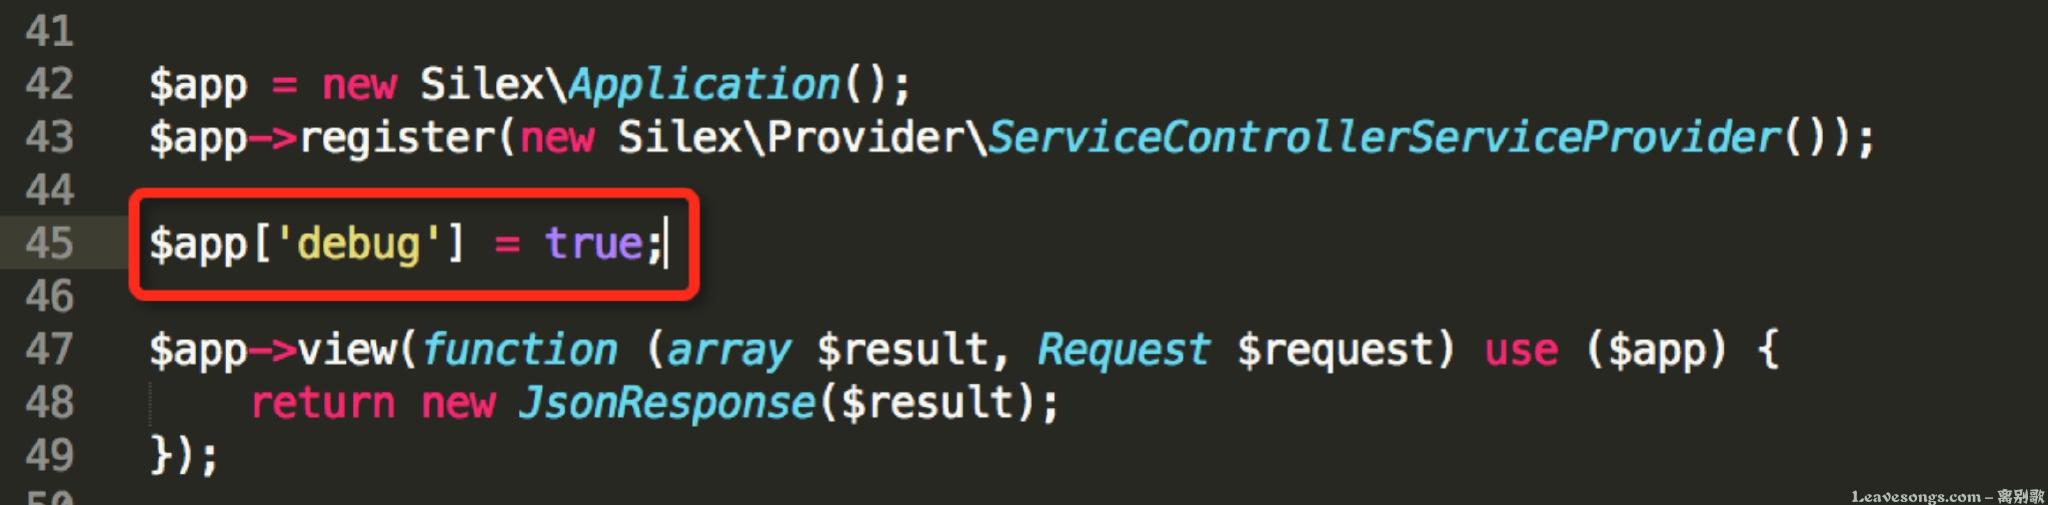 41
42 $app = new Silex\Application();
43 $app->register(new Silex\Provider\ServiceControllerServiceProvider());
44
45 $app['debug'] = true;
46
47 $app->view(function (array $result, Request $request) use ($app) {
48 return new JsonResponse($result);
49 });
50
Leavesongs.com - 离别歌